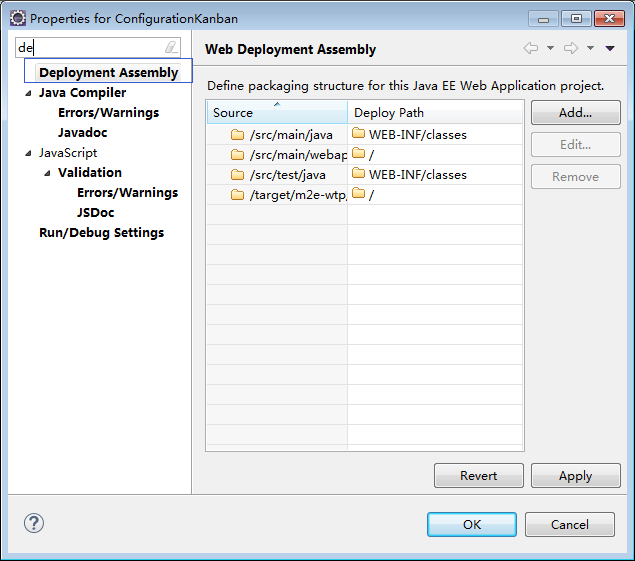 Properties for ConfigurationKanban
de
Deployment Assembly
Java Compiler
Errors/Warnings
Javadoc
JavaScript
Validation
Errors/Warnings
JSDoc
Run/Debug Settings
Web Deployment Assembly
Define packaging structure for this Java EE Web Application project.
Source Deploy Path
/src/main/java WEB-INF/classes
/src/main/webap /
/src/test/java WEB-INF/classes
/target/m2e-wtp, /
Add...
Edit...
Remove
Revert Apply
? OK Cancel